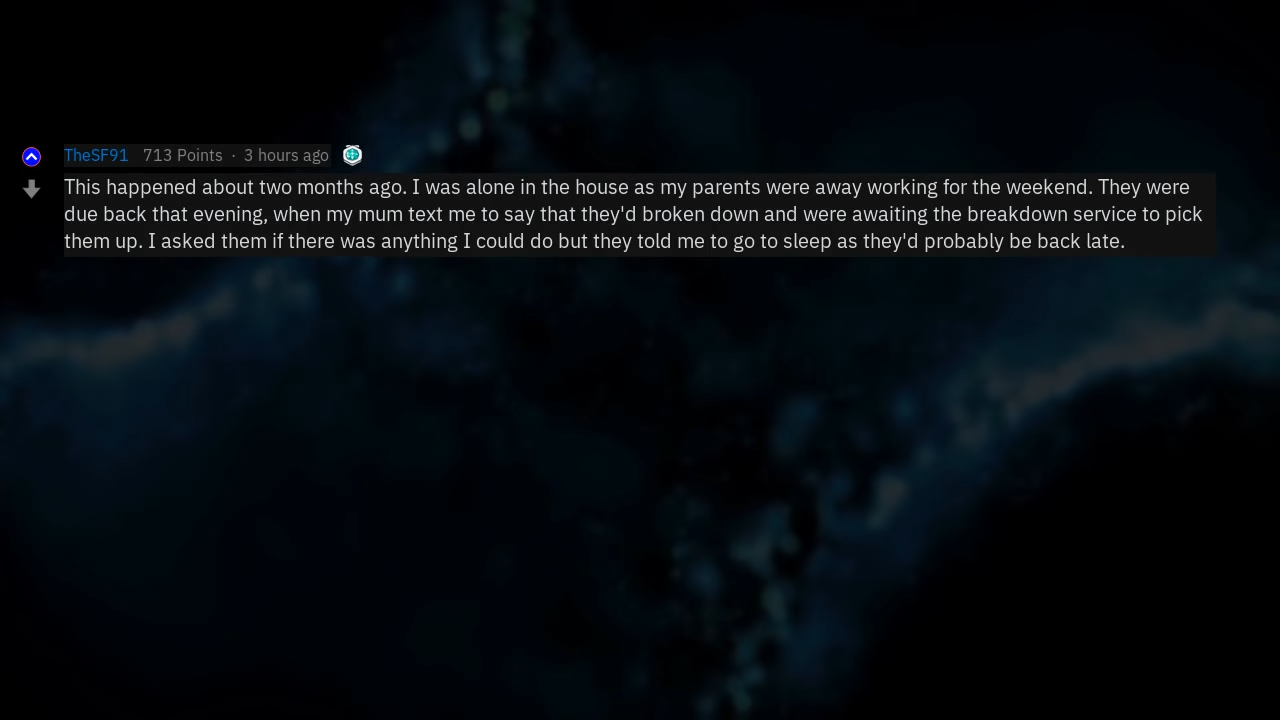 TheSF91 713 Points · 3 hours ago
This happened about two months ago. I was alone in the house as my parents were away working for the weekend. They were
due back that evening, when my mum text me to say that they'd broken down and were awaiting the breakdown service to pick
them up. I asked them if there was anything I could do but they told me to go to sleep as they'd probably be back late.